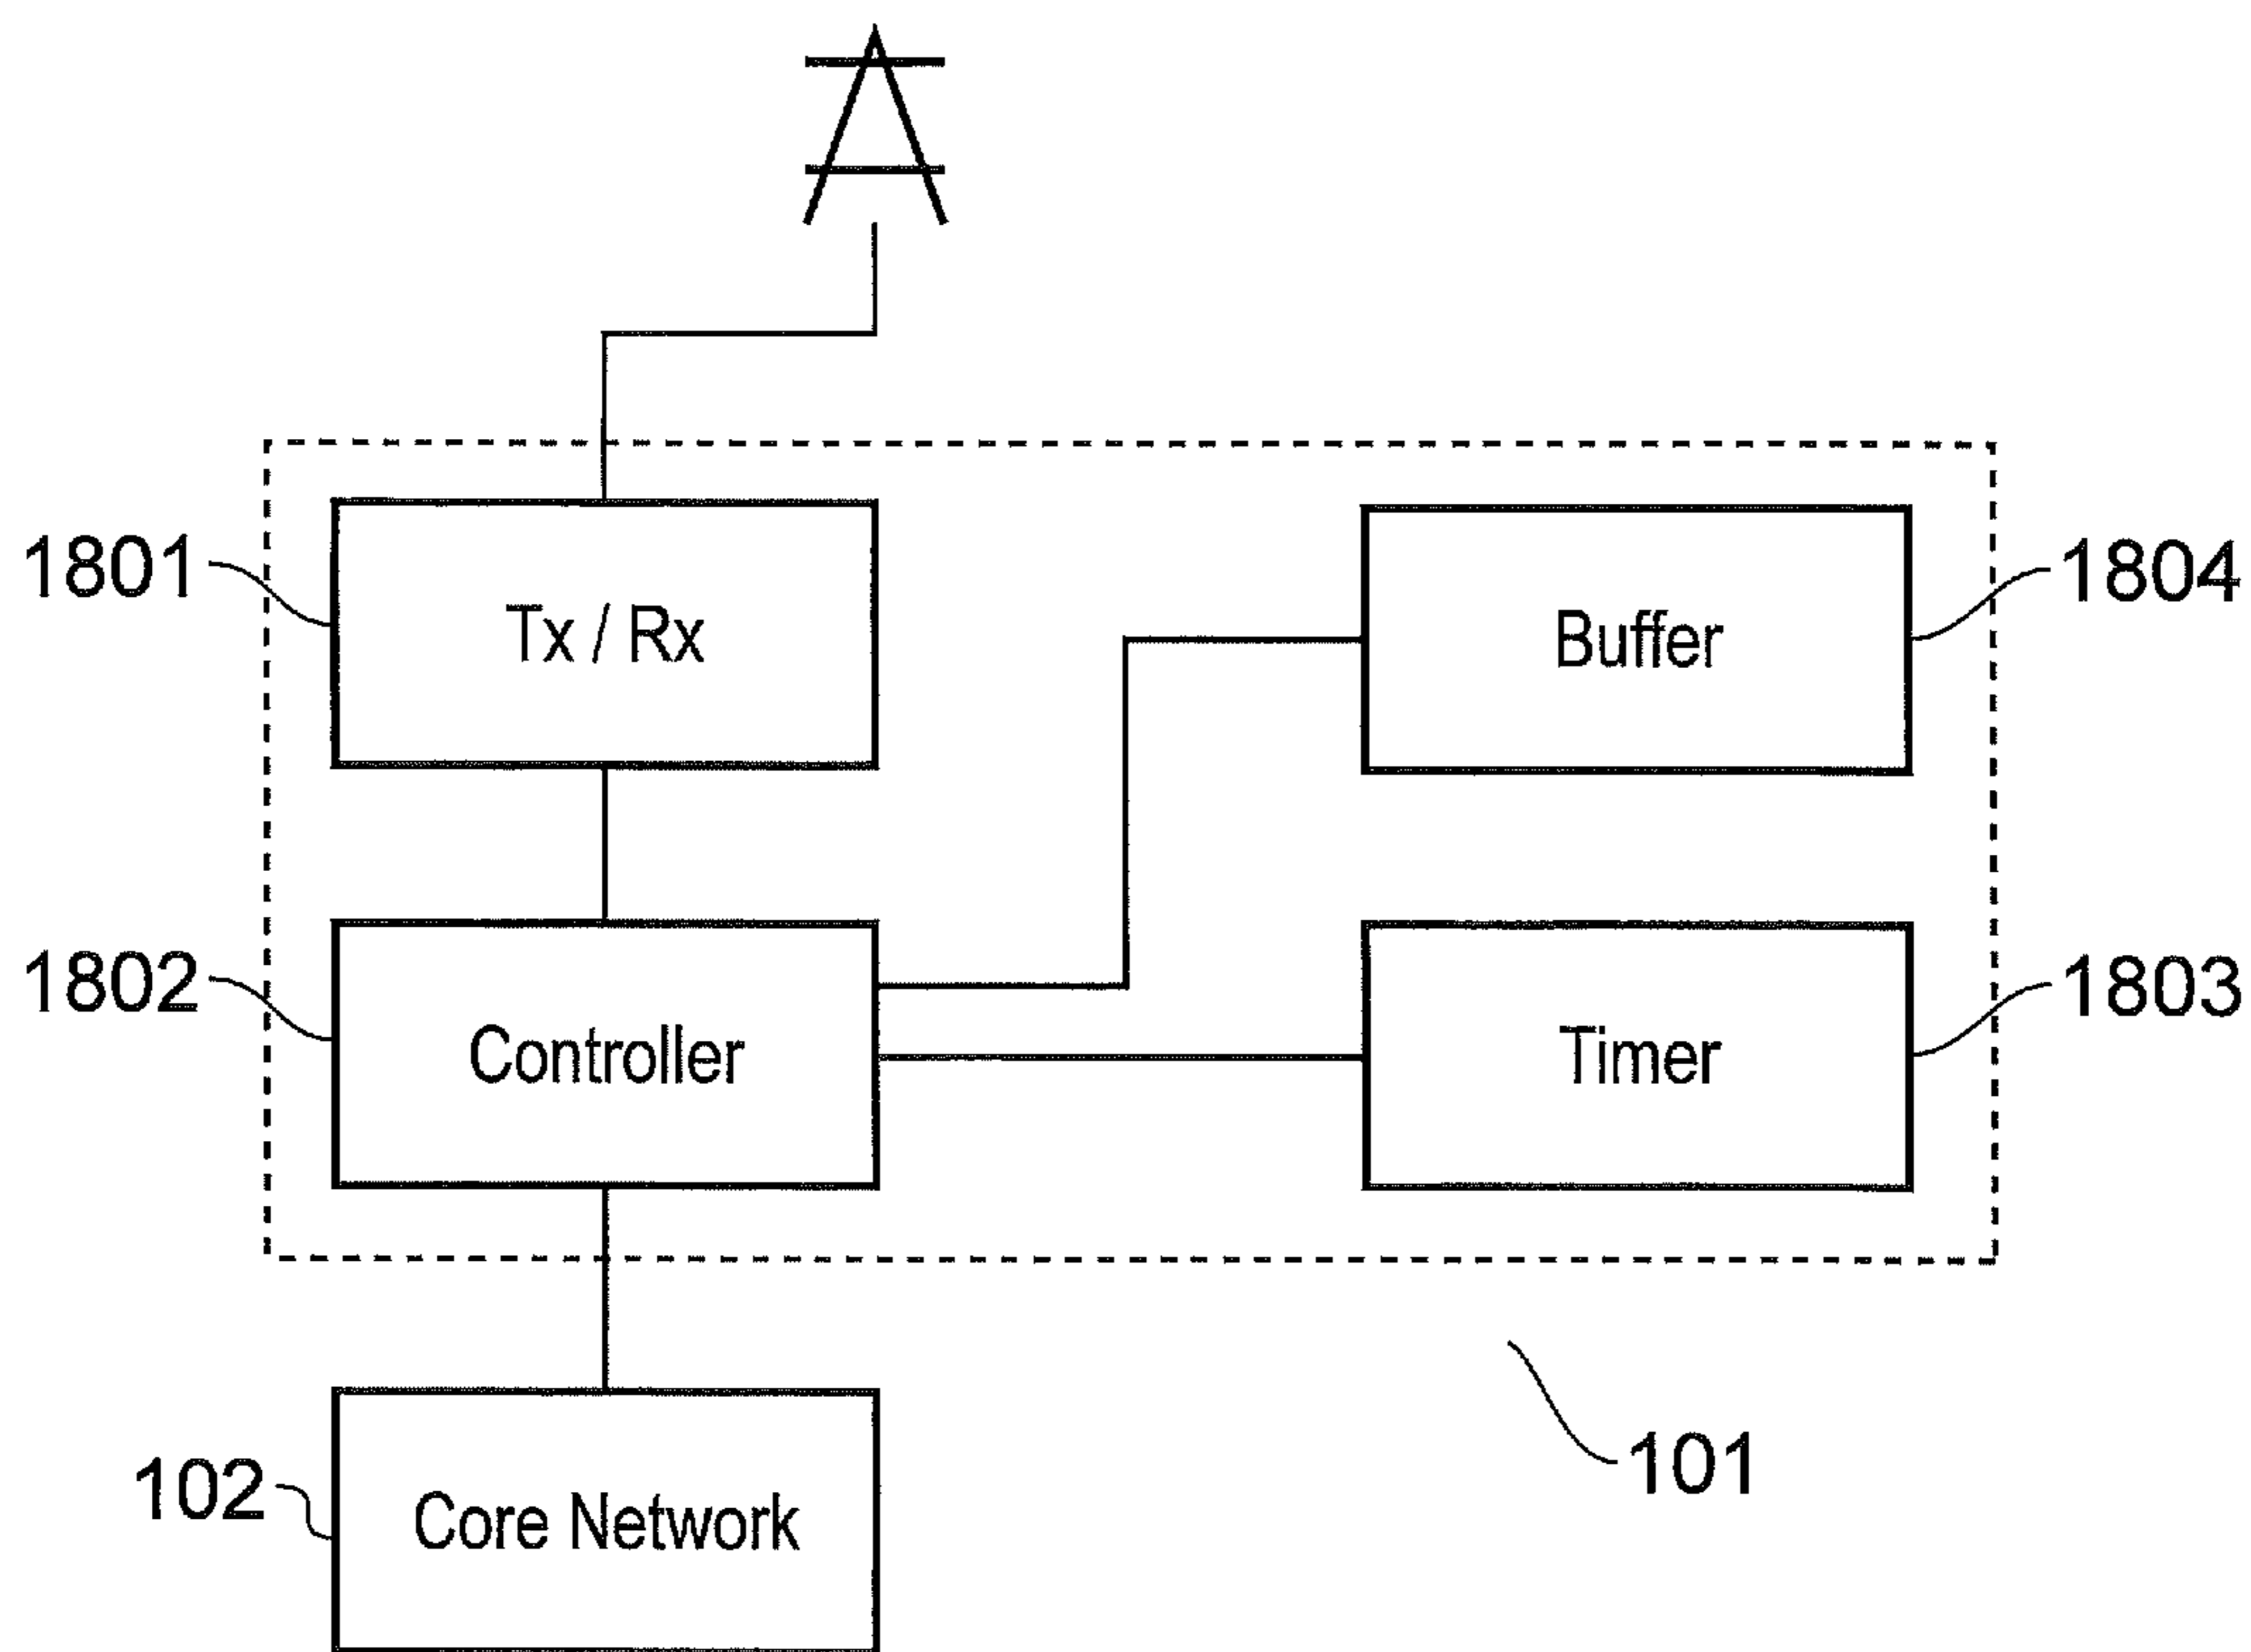 1801
Tx / Rx
Buffer
1804
1802
Controller
Timer
1803
102
Core Network
101